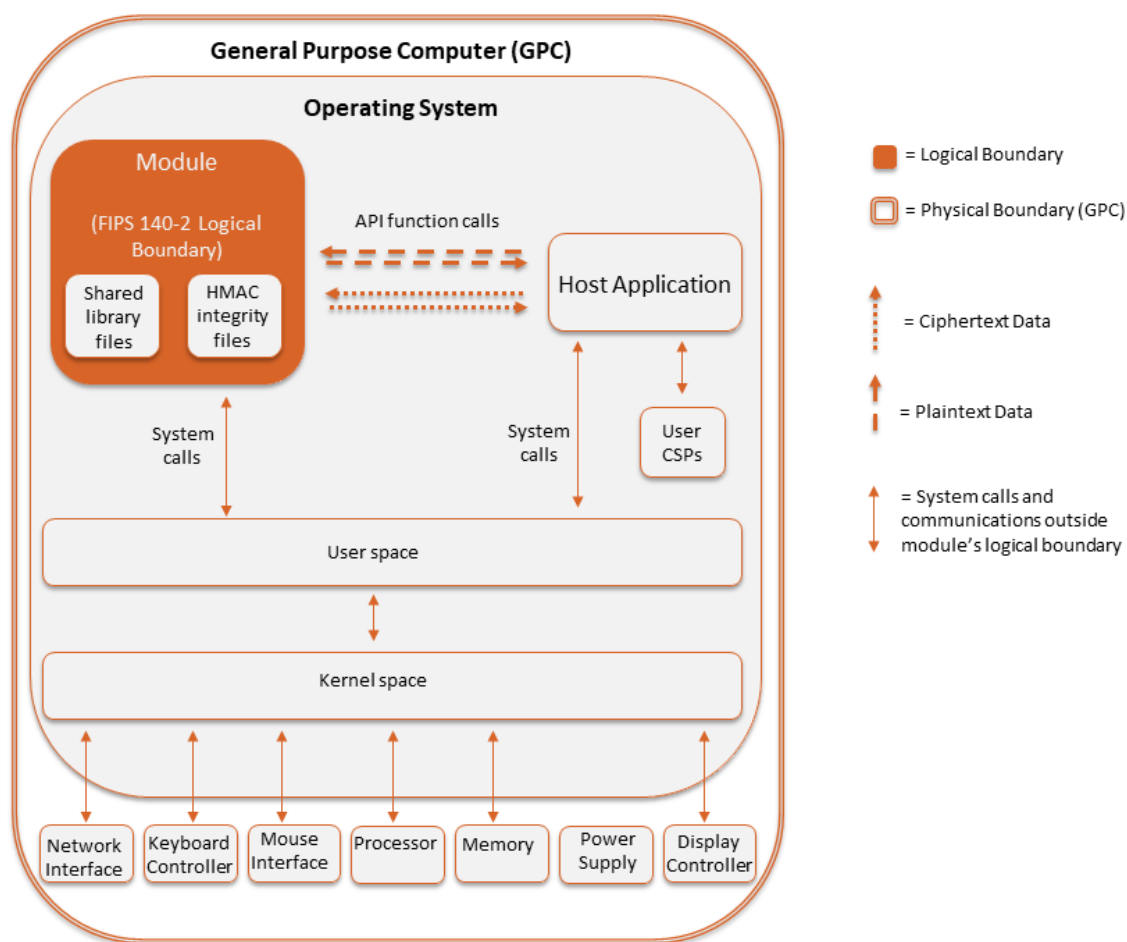 General Purpose Computer (GPC)
Operating System
Module
(FIPS 140-2 Logical
Boundary)
Shared
library
files
HMAC
integrity
files
API function calls
Host Application
System
calls
System
calls
User
CSPs
User space
Kernel space
Network
Interface
Keyboard
Controller
Mouse
Interface
Processor
Memory
Power
Supply
Display
Controller
= Logical Boundary
= Physical Boundary (GPC)
= Ciphertext Data
= Plaintext Data
= System calls and
communications outside
module's logical boundary